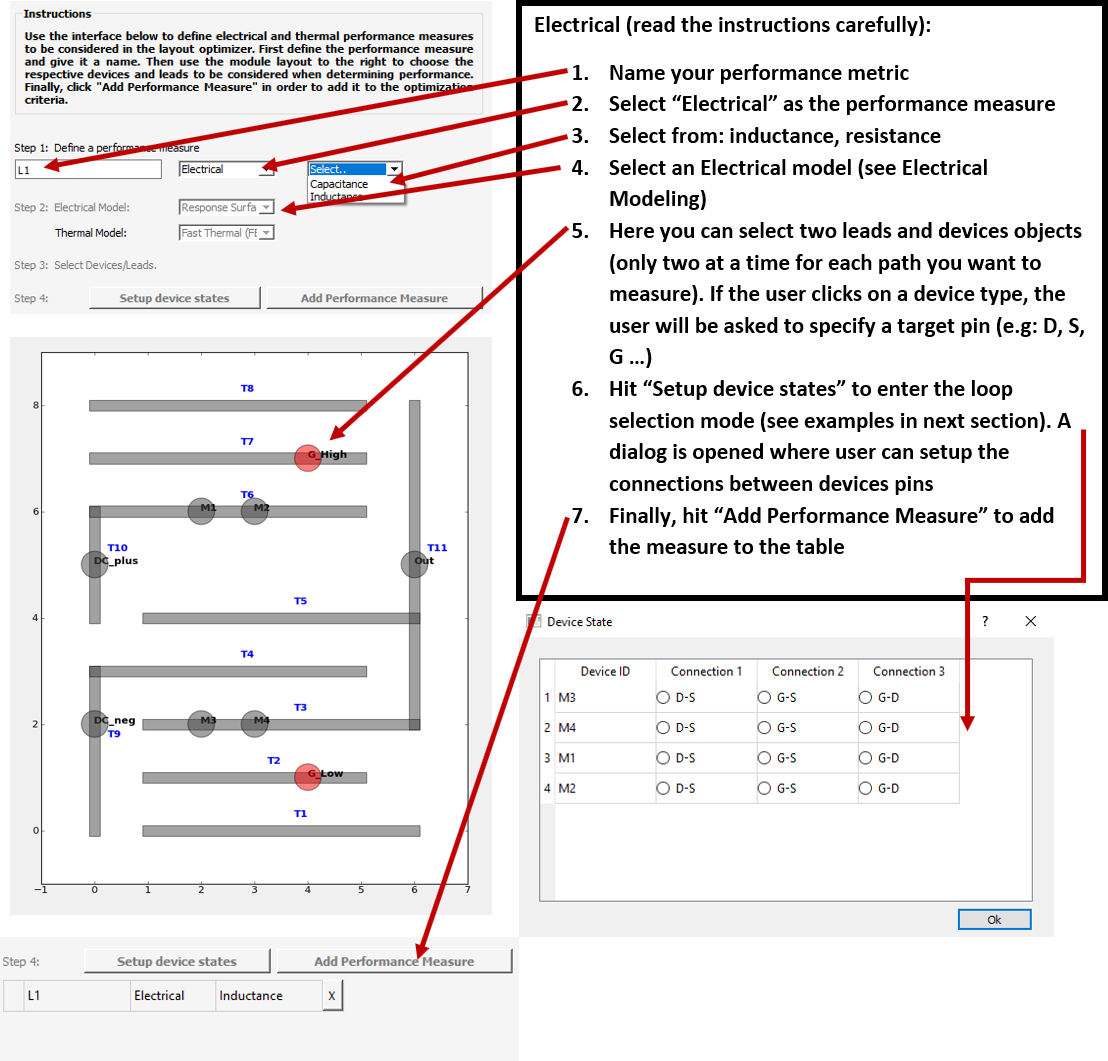 Instructions
Use the interface below to define electrical and thermal performance measures
to be considered in the layout optimizer. First define the performance measure
and give it a name. Then use the module layout to the right to choose the
respective devices and leads to be considered when determining performance.
Finally, click "Add Performance Measure" in order to add it to the optimization
criteria.
Step 1: Define a performance measure
L1 Electrical Select..
Capacitance
Inductance
Step 2: Electrical Model: Response Surfa
Thermal Model: Fast Thermal (FE
Step 3: Select Devices/Leads.
Step 4: Setup device states Add Performance Measure
Electrical (read the instructions carefully):
1. Name your performance metric
2. Select “Electrical” as the performance measure
3. Select from: inductance, resistance
4. Select an Electrical model (see Electrical
Modeling)
5. Here you can select two leads and devices objects
(only two at a time for each path you want to
measure). If the user clicks on a device type, the
user will be asked to specify a target pin (e.g: D, S,
G ...)
6. Hit “Setup device states” to enter the loop
selection mode (see examples in next section). A
dialog is opened where user can setup the
connections between devices pins
7. Finally, hit “Add Performance Measure” to add
the measure to the table
T8
8
T7
G_High
T6
6 M1 M2
T10 T11
DC_plus Out
T5
4
T4
T3
2 DC_neg M3 M4
T9
T2
G_Low
T1
0
−1 0 1 2 3 4 5 6 7
Device State ? X
Device ID Connection 1 Connection 2 Connection 3
1 M3 D-S G-S G-D
2 M4 D-S G-S G-D
3 M1 D-S G-S G-D
4 M2 D-S G-S G-D
Ok
Step 4: Setup device states Add Performance Measure
L1 Electrical Inductance X